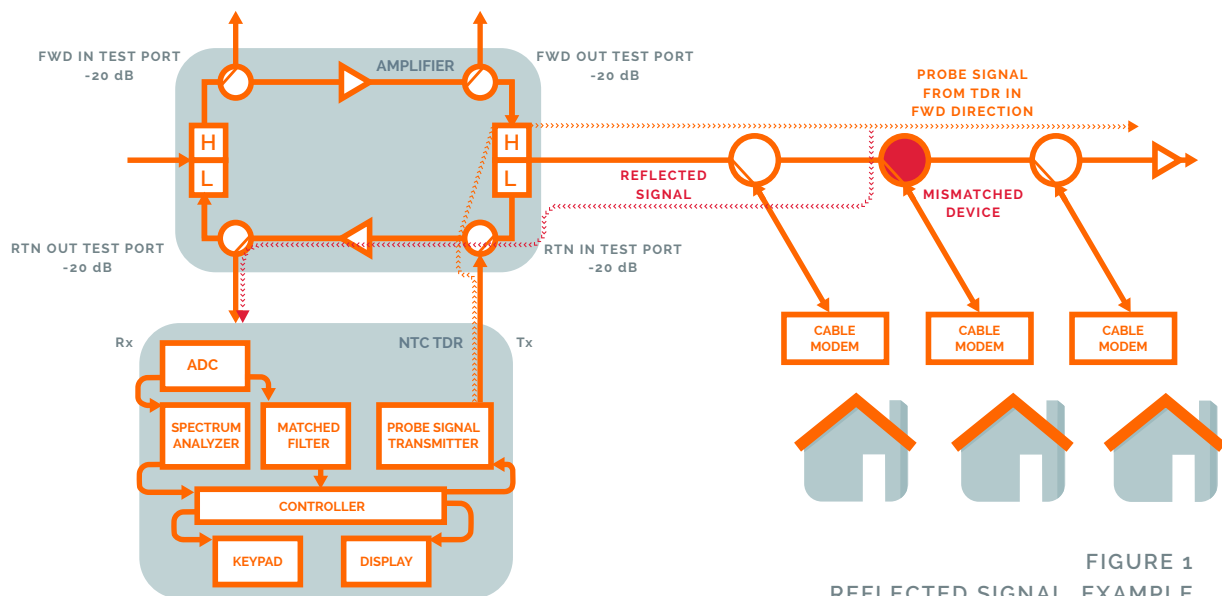 FWD IN TEST PORT
-20 dB
AMPLIFIER
FWD OUT TEST PORT
-20 dB
PROBE SIGNAL
FROM TDR IN
FWD DIRECTION
H
L
H
L
REFLECTED
SIGNAL
MISMATCHED
DEVICE
RTN OUT TEST PORT
-20 dB
RTN IN TEST PORT
-20 dB
Rx
NTC TDR
Tx
ADC
SPECTRUM
ANALYZER
MATCHED
FILTER
PROBE SIGNAL
TRANSMITTER
CONTROLLER
KEYPAD
DISPLAY
CABLE
MODEM
CABLE
MODEM
CABLE
MODEM
FIGURE 1
REFLECTED SIGNAL EXAMPLE